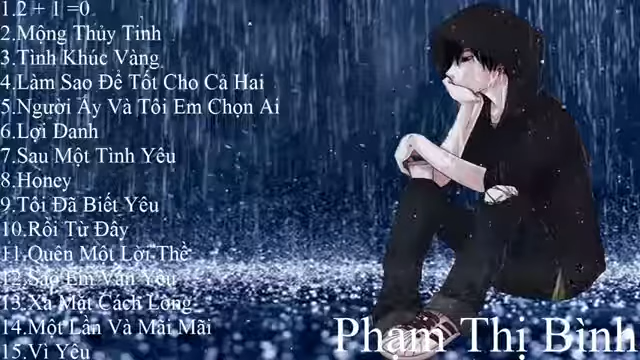 1.2 + 1 =0
2.Mộng Thủy Tinh
3.Tình Khúc Vàng
4.Làm Sao Để Tốt Cho Cả Hai
5.Người Ấy Và Tôi Em Chọn Ai
6.Lợi Danh
7.Sau Một Tình Yêu
8.Honey
9.Tôi Đã Biết Yêu
10.Rồi Từ Đây
11.Quên Một Lời Thề
12.Sao Em Vẫn Yêu
13.Xa Mặt Cách Lòng
14.Một Lần Và Mãi Mãi
15.Vì Yêu
Phạm Thị Bình